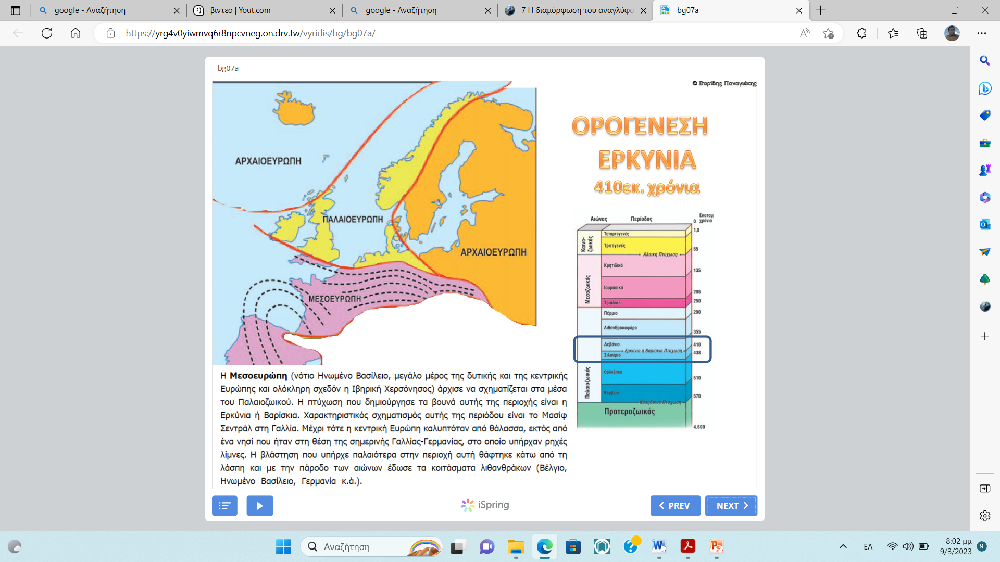 google - Αναζήτηση
βίντεο | Yout.com
google - Αναζήτηση
7 Η διαμόρφωση του αναγλύφο
bg07a
https://yrg4v0yiwmvq6r8npcvneg.on.drv.tw/vyridis/bg/bg07a/
bg07a
© Βυρίδης Παναγιώτης
ΟΡΟΓΕΝΕΣΗ
ΕΡΚΥΝΙΑ
410εκ. χρόνια
ΑΡΧΑΙΟΕΥΡΩΠΗ
ΠΑΛΑΙΟΕΥΡΩΠΗ
ΑΡΧΑΙΟΕΥΡΩΠΗ
ΜΕΣΟΕΥΡΩΠΗ
Αιώνας
Περίοδος
Εκατομ
χρόνια
0
1,8
Τεταρτογενές
Καινο-
ζωικός
Τριτογενές
65
Αλπική Πτύχωση
Κρητιδικό
135
Μεσοζωικός
Ιουρασικό
205
Τριαδικό
250
Πέρμιο
290
Λιθανθρακοφόρο
355
Δεβόνιο
410
Ερκύνια ή Βαρίσκια Πτύχωση
Σιλούριο
438
Παλαιοζωικός
Ορδοβίσιο
510
Κάμβριο
570
Καληδόνια Πτύχωση
Προτεροζωικός
4.600
Η Μεσοευρώπη (νότιο Ηνωμένο Βασίλειο, μεγάλο μέρος της δυτικής και της κεντρικής
Ευρώπης και ολόκληρη σχεδόν η Ιβηρική Χερσόνησος) άρχισε να σχηματίζεται στα μέσα
του Παλαιοζωικού. Η πτύχωση που δημιούργησε τα βουνά αυτής της περιοχής είναι η
Ερκύνια ή Βαρίσκια. Χαρακτηριστικός σχηματισμός αυτής της περιόδου είναι το Μασίφ
Σεντράλ στη Γαλλία. Μέχρι τότε η κεντρική Ευρώπη καλυπτόταν από θάλασσα, εκτός από
ένα νησί που ήταν στη θέση της σημερινής Γαλλίας-Γερμανίας, στο οποίο υπήρχαν ρηχές
λίμνες. Η βλάστηση που υπήρχε παλαιότερα στην περιοχή αυτή θάφτηκε κάτω από τη
λάσπη και με την πάροδο των αιώνων έδωσε τα κοιτάσματα λιθανθράκων (Βέλγιο,
Ηνωμένο Βασίλειο, Γερμανία κ.ά.).
iSpring
PREV
NEXT
Αναζήτηση
ΕΛ
8:02 μμ
9/3/2023
9